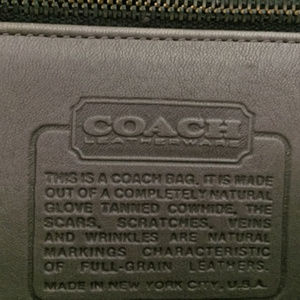 COACH
LEATHERWARE
THIS IS A COACH BAG. IT IS MADE
OUT OF A COMPLETELY NATURAL
GLOVE TANNED COWHIDE, THE
SCARS, SCRATCHES, VEINS
AND WRINKLES ARE NATURAL
MARKINGS CHARACTERISTIC
OF FULL-GRAIN LEATHERS.
MADE IN NEW YORK CITY, U.S.A.